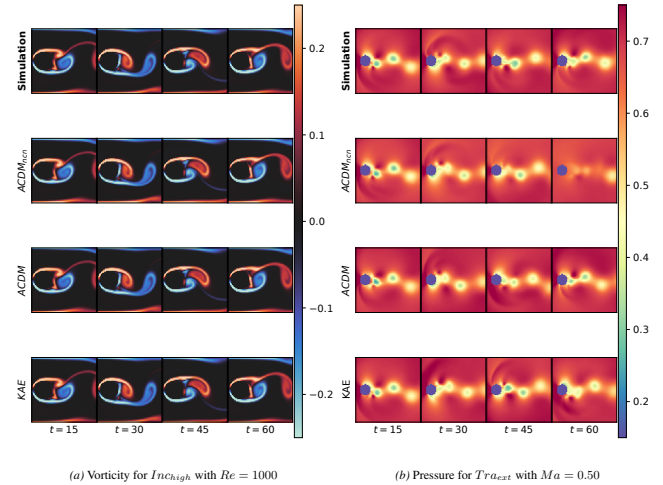 Simulation
0.2
0.1
0.0
−0.1
−0.2
ACDM_ncn
ACDM
KAE
t = 15 t = 30 t = 45 t = 60
(a) Vorticity for Inc_high with Re = 1000
Simulation
0.7
0.6
0.5
0.4
0.3
0.2
ACDM_ncn
ACDM
KAE
t = 15 t = 30 t = 45 t = 60
(b) Pressure for Tra_ext with Ma = 0.50